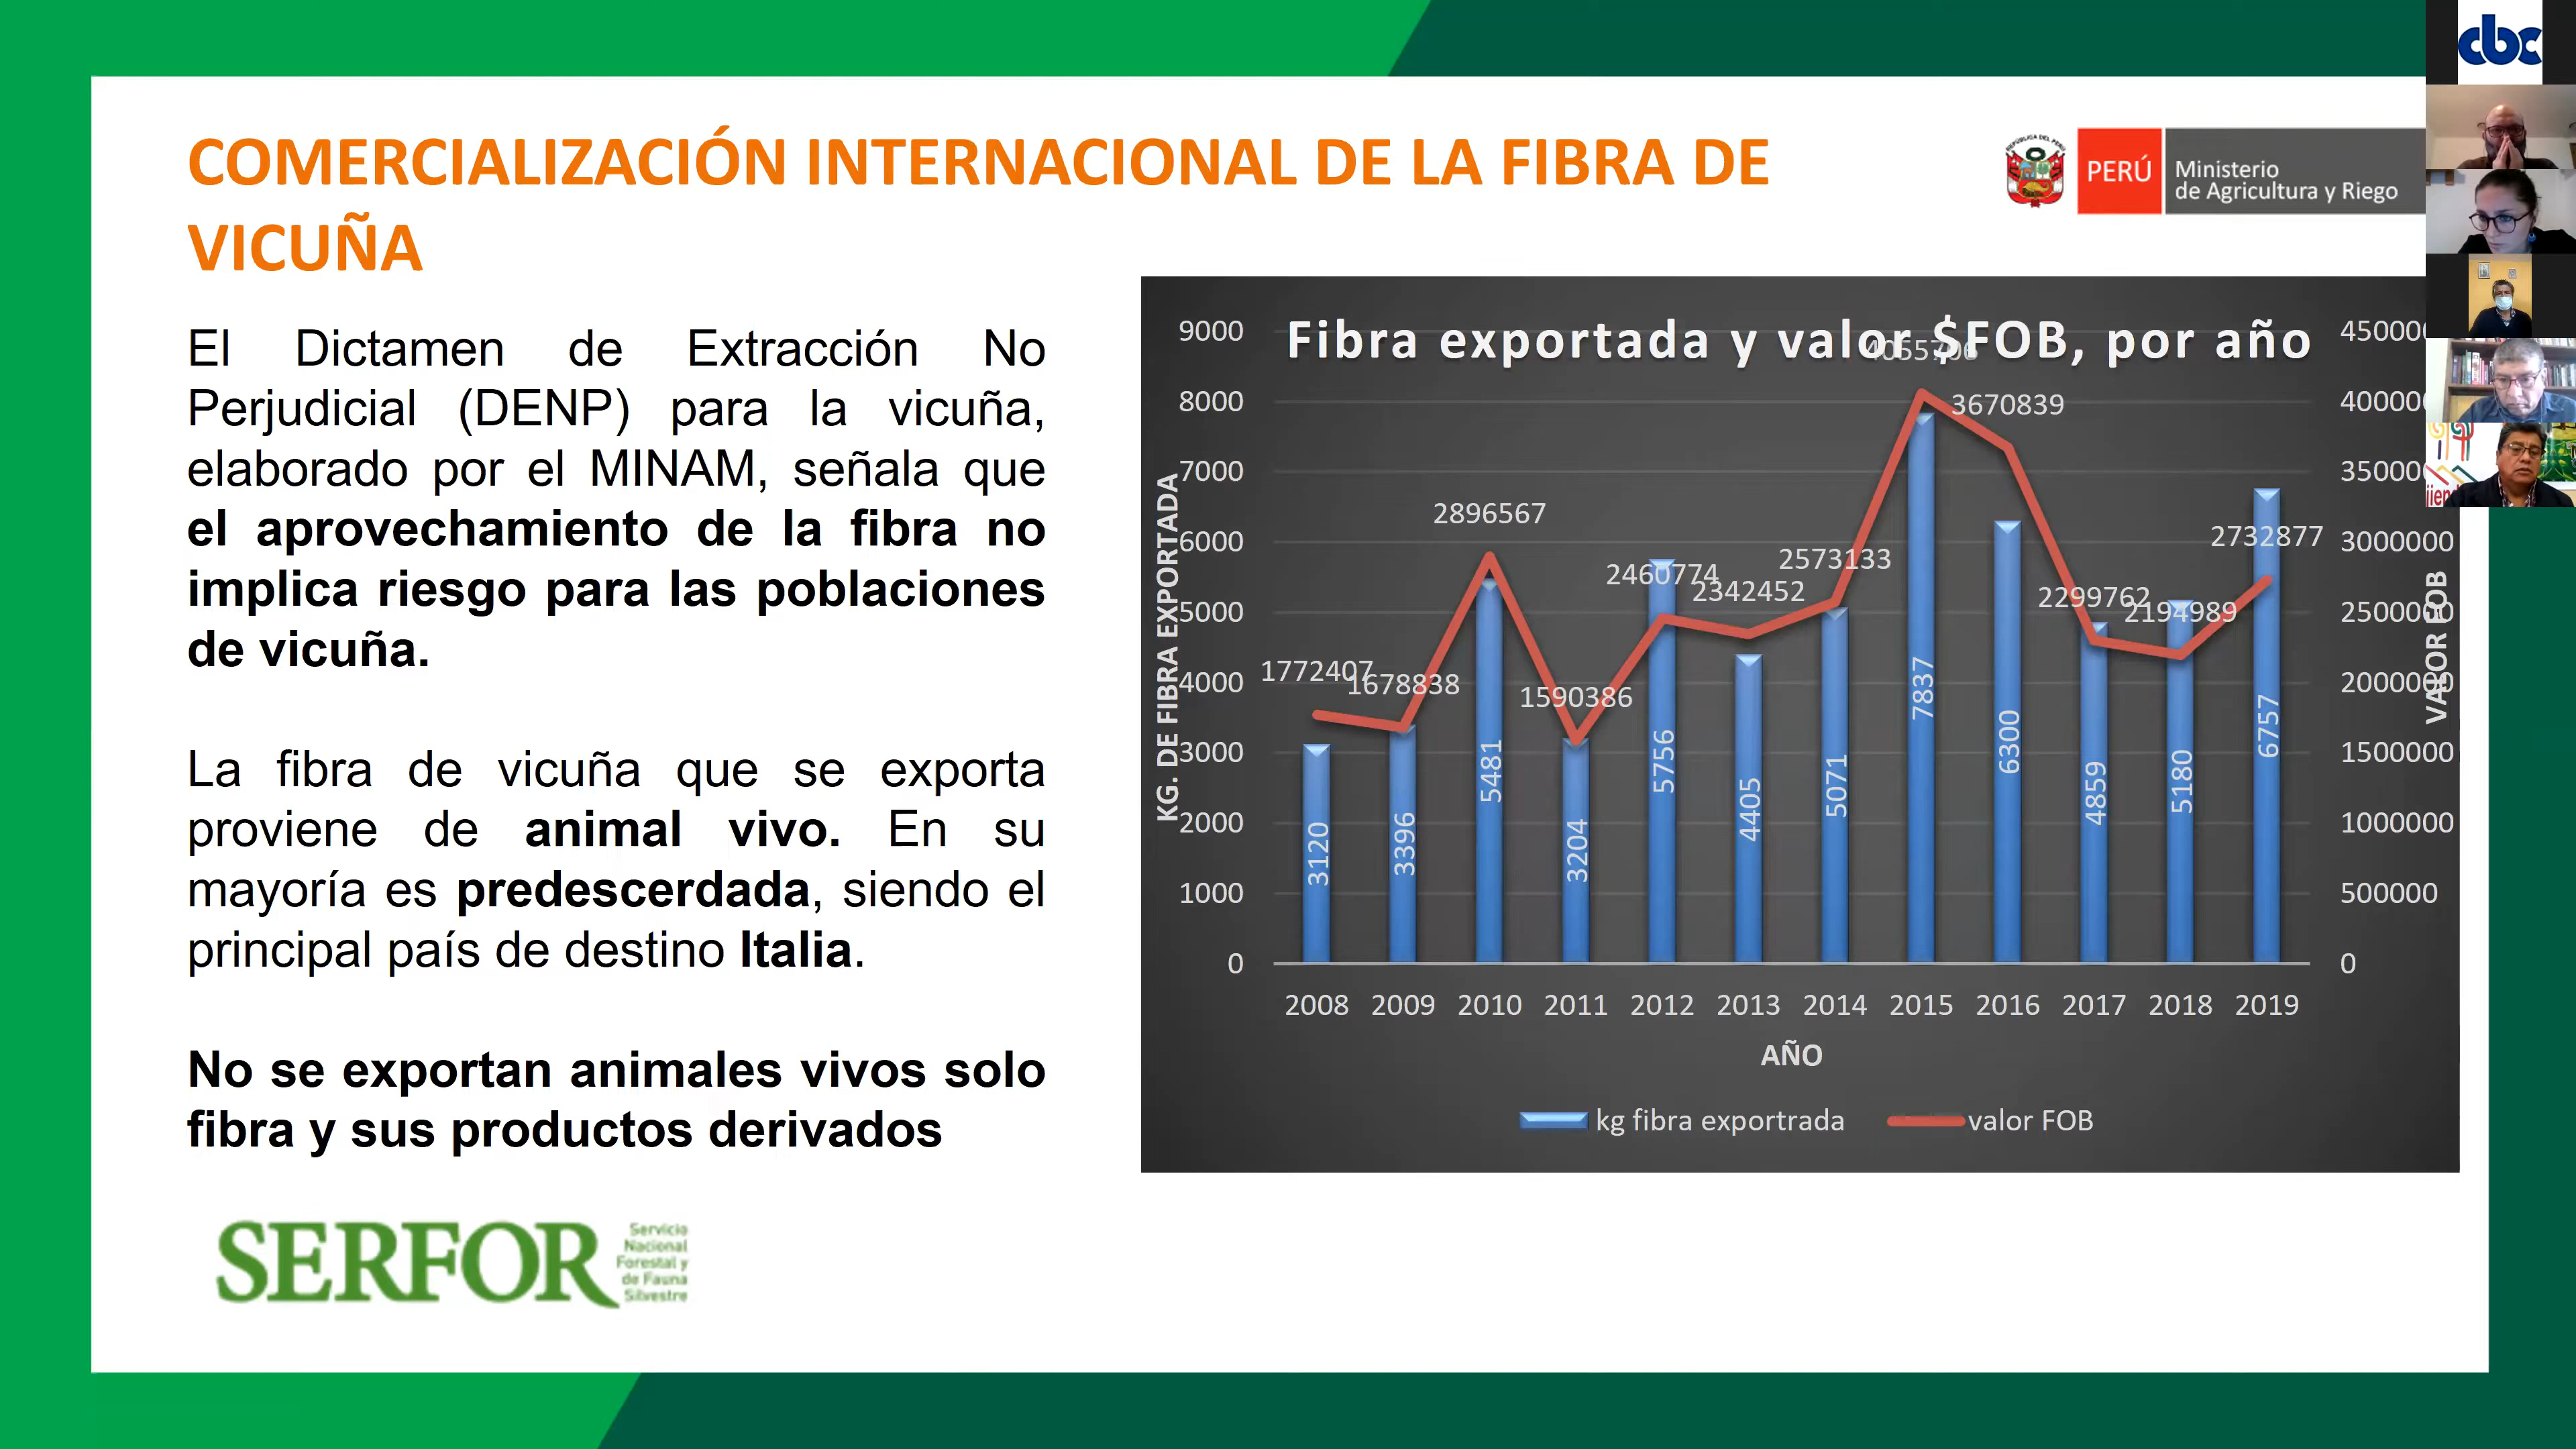 COMERCIALIZACIÓN INTERNACIONAL DE LA FIBRA DE
VICUÑA
cbc
REPÚBLICA DEL PERÚ
PERÚ
Ministerio
de Agricultura y Riego
El Dictamen de Extracción No
Perjudicial (DENP) para la vicuña,
elaborado por el MINAM, señala que
el aprovechamiento de la fibra no
implica riesgo para las poblaciones
de vicuña.
La fibra de vicuña que se exporta
proviene de animal vivo. En su
mayoría es predescerdada, siendo el
principal país de destino Italia.
No se exportan animales vivos solo
fibra y sus productos derivados
SERFOR
Servicio
Nacional
Forestal y
de Fauna
Silvestre
Fibra exportada y valor $FOB, por año
KG. DE FIBRA EXPORTADA
9000
8000
7000
6000
5000
4000
3000
2000
1000
0
1772407
1678838
2896567
1590386
2460774
2342452
2573133
3670839
2299762
2194989
2732877
3120
3396
5481
3204
5756
4405
5071
7837
6300
4859
5180
6757
3000000
2500000
2000000
1500000
1000000
500000
0
VALOR FOB
2008 2009 2010 2011 2012 2013 2014 2015 2016 2017 2018 2019
AÑO
kg fibra exportrada
valor FOB